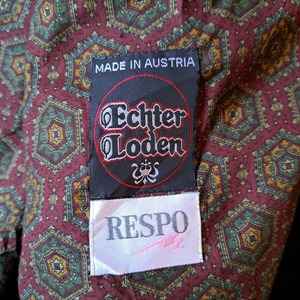 MADE IN AUSTRIA
Echter
Loden
RESPO